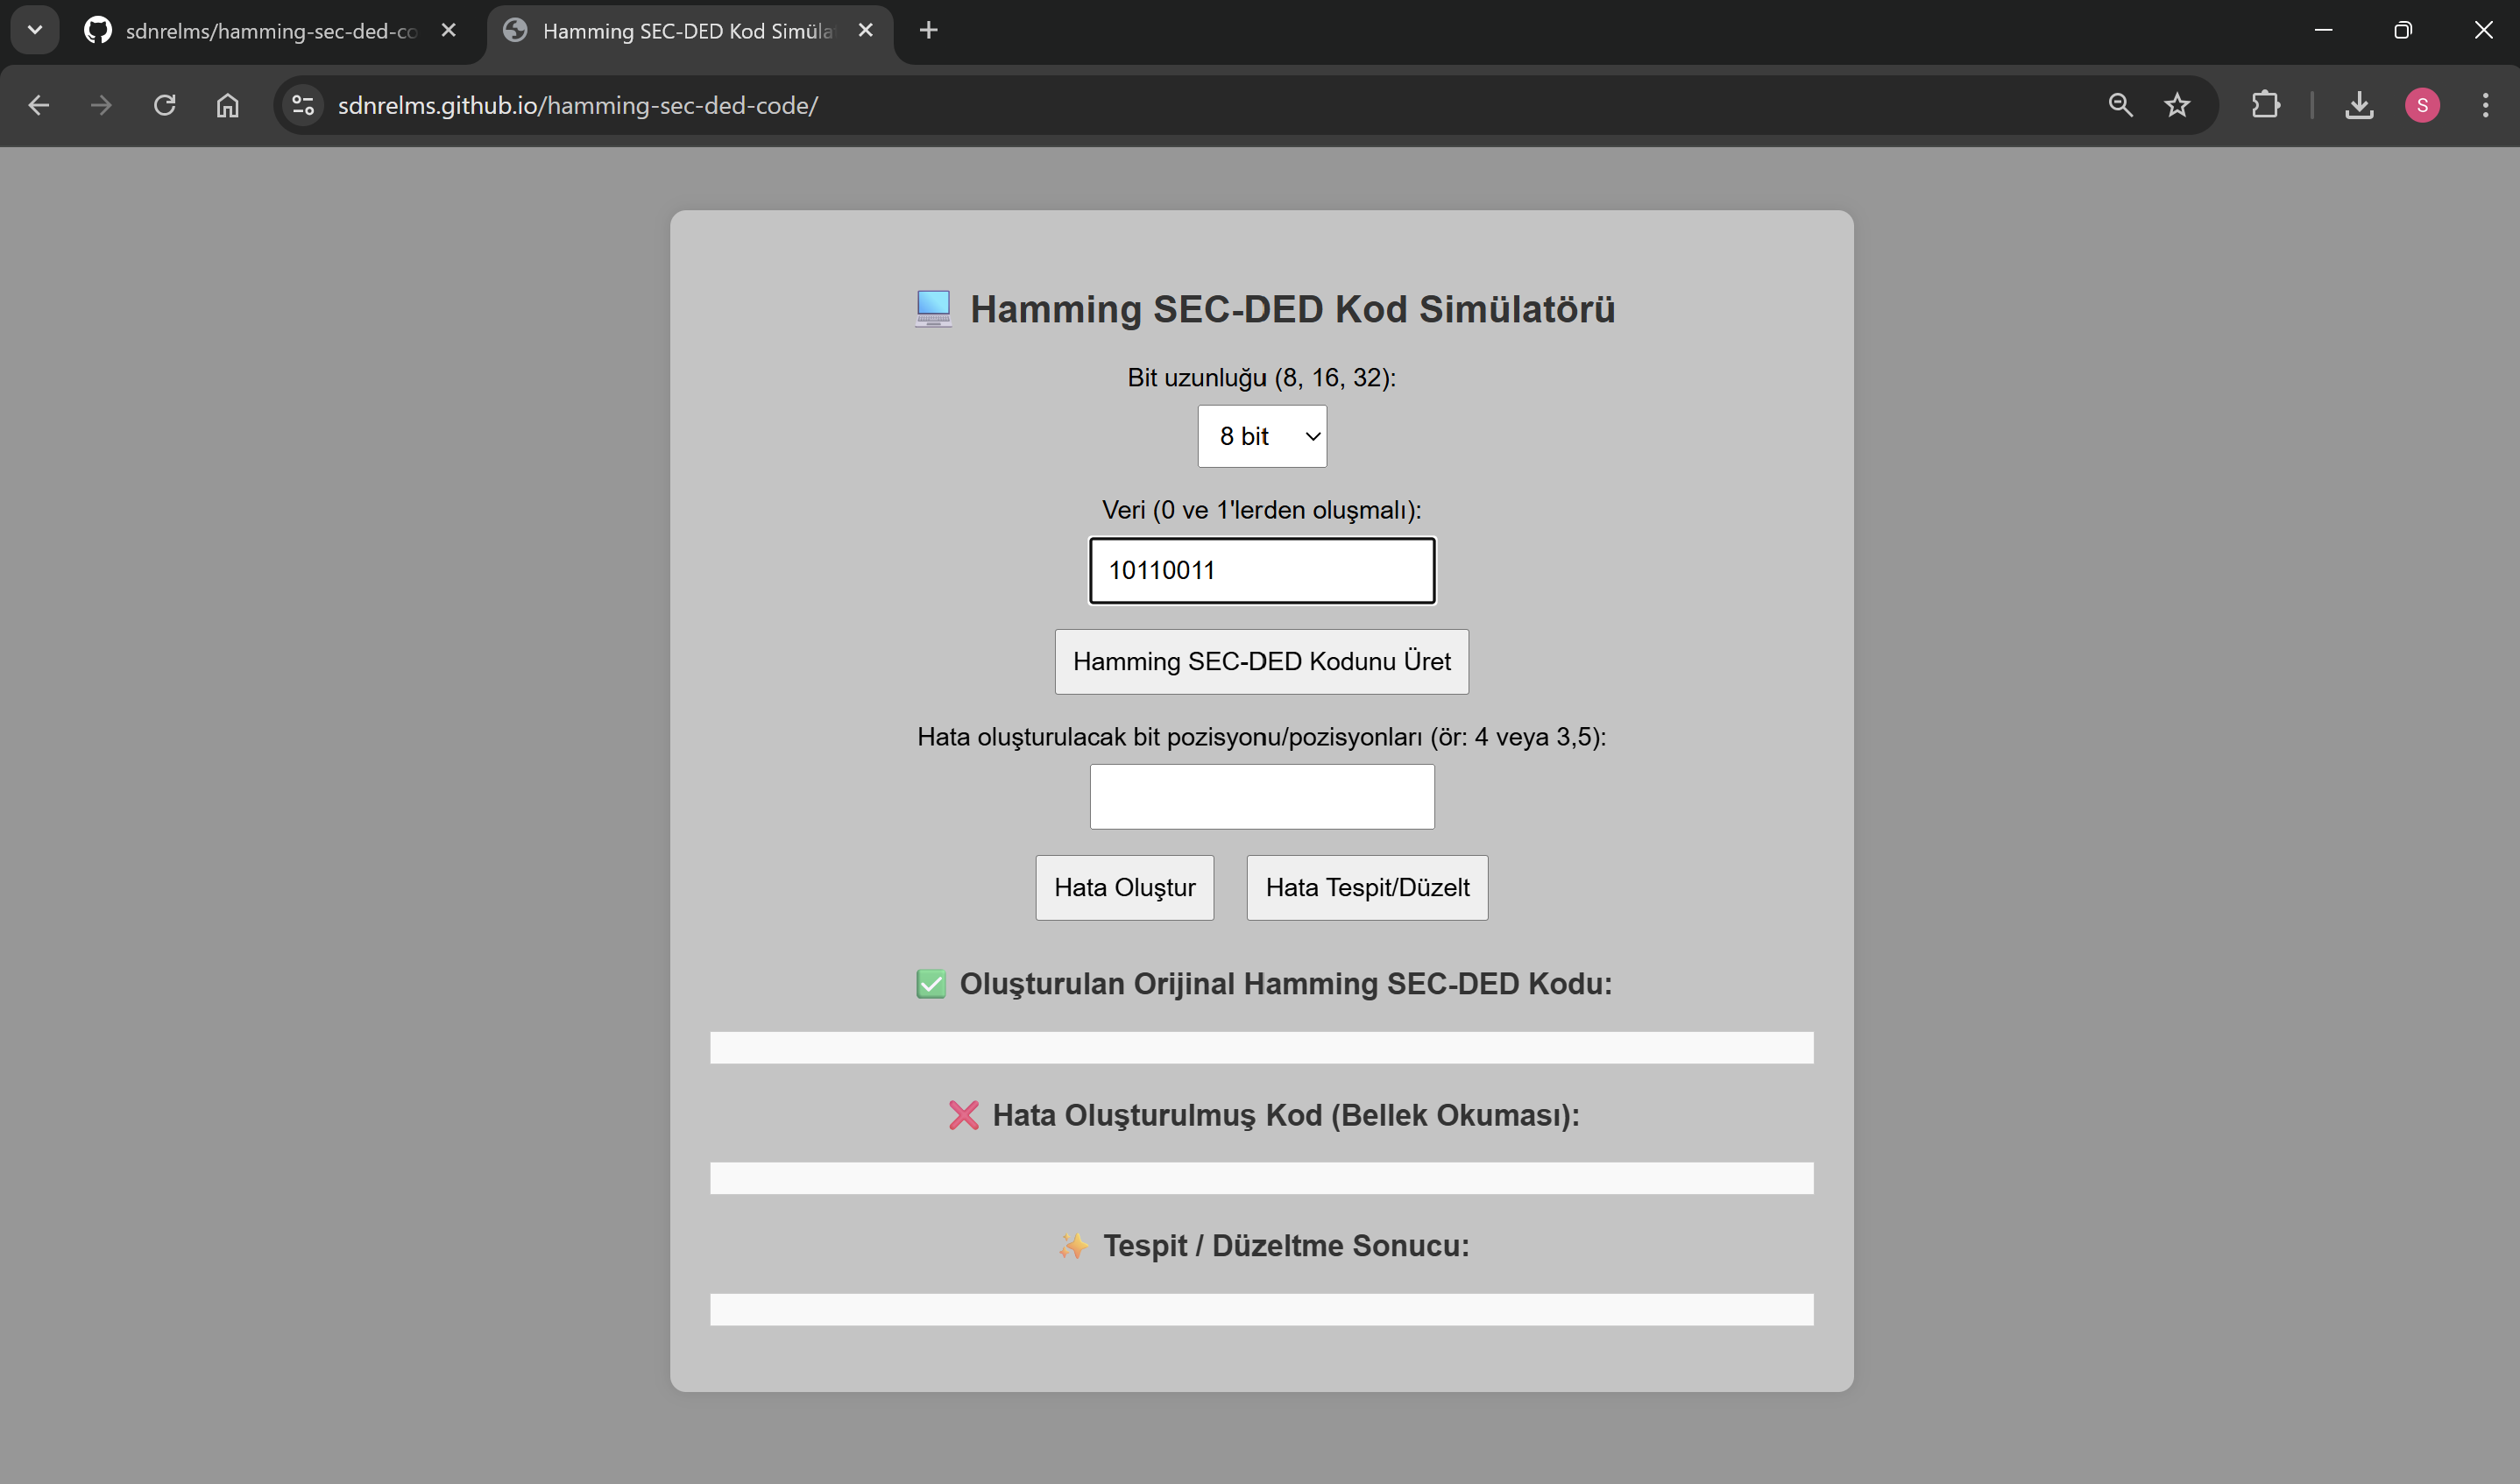 sdnrelms/hamming-sec-ded-co
Hamming SEC-DED Kod Simüla
sdnrelms.github.io/hamming-sec-ded-code/
S
Hamming SEC-DED Kod Simülatörü
Bit uzunluğu (8, 16, 32):
8 bit
Veri (0 ve 1'lerden oluşmalı):
10110011
Hamming SEC-DED Kodunu Üret
Hata oluşturulacak bit pozisyonu/pozisyonları (ör: 4 veya 3,5):
Hata Oluştur
Hata Tespit/Düzelt
Oluşturulan Orijinal Hamming SEC-DED Kodu:
Hata Oluşturulmuş Kod (Bellek Okuması):
Tespit / Düzeltme Sonucu: